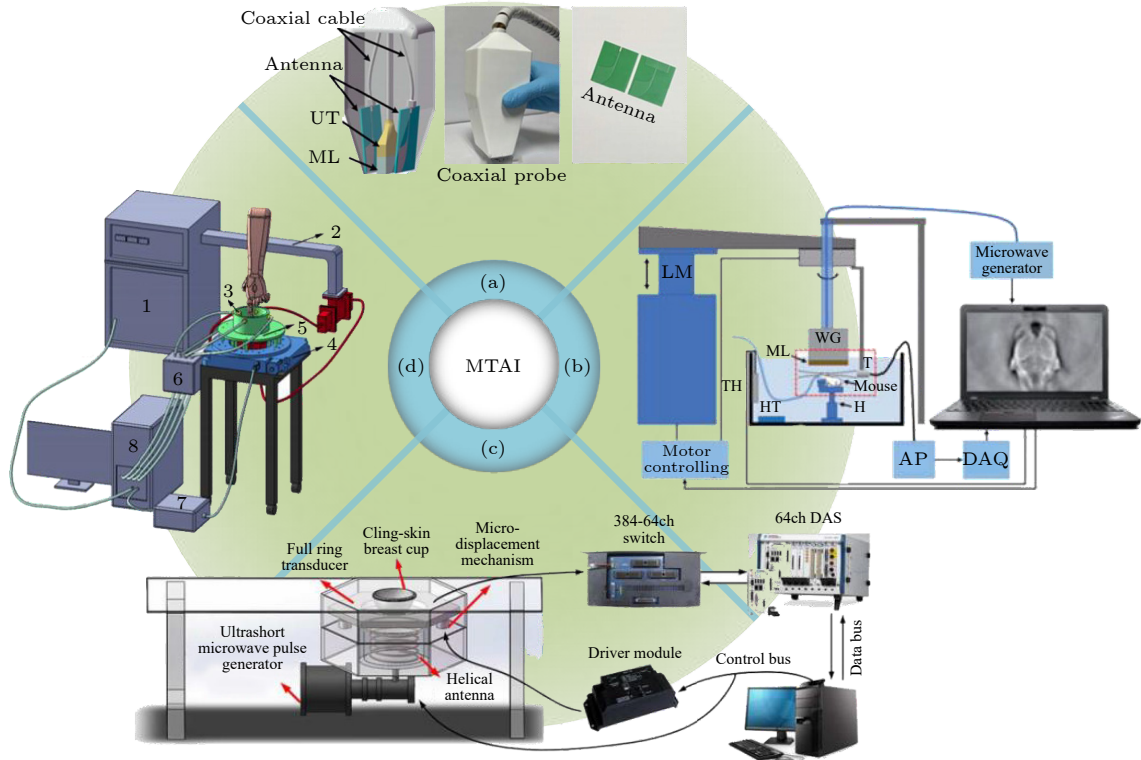 Coaxial cable
Antenna
UT
ML
Coaxial probe
Antenna
1
2
3
5
4
6
8
7
LM
Microwave
generator
WG
ML
T
TH
Mouse
HT
H
Motor
controlling
AP
DAQ
(a)
(d)
MTAI
(b)
(c)
Full ring
transducer
Cling-skin
breast cup
Micro-
displacement
mechanism
384-64ch
switch
64ch DAS
Ultrashort
microwave pulse
generator
Helical
antenna
Driver module
Control bus
Data bus